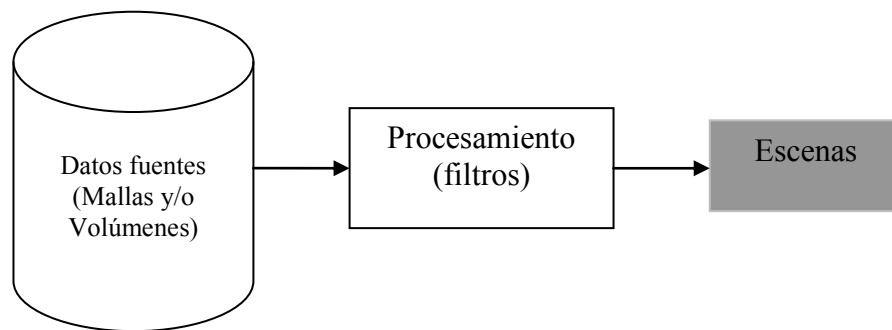 Datos fuentes
(Mallas y/o
Volúmenes)
Procesamiento
(filtros)
Escenas